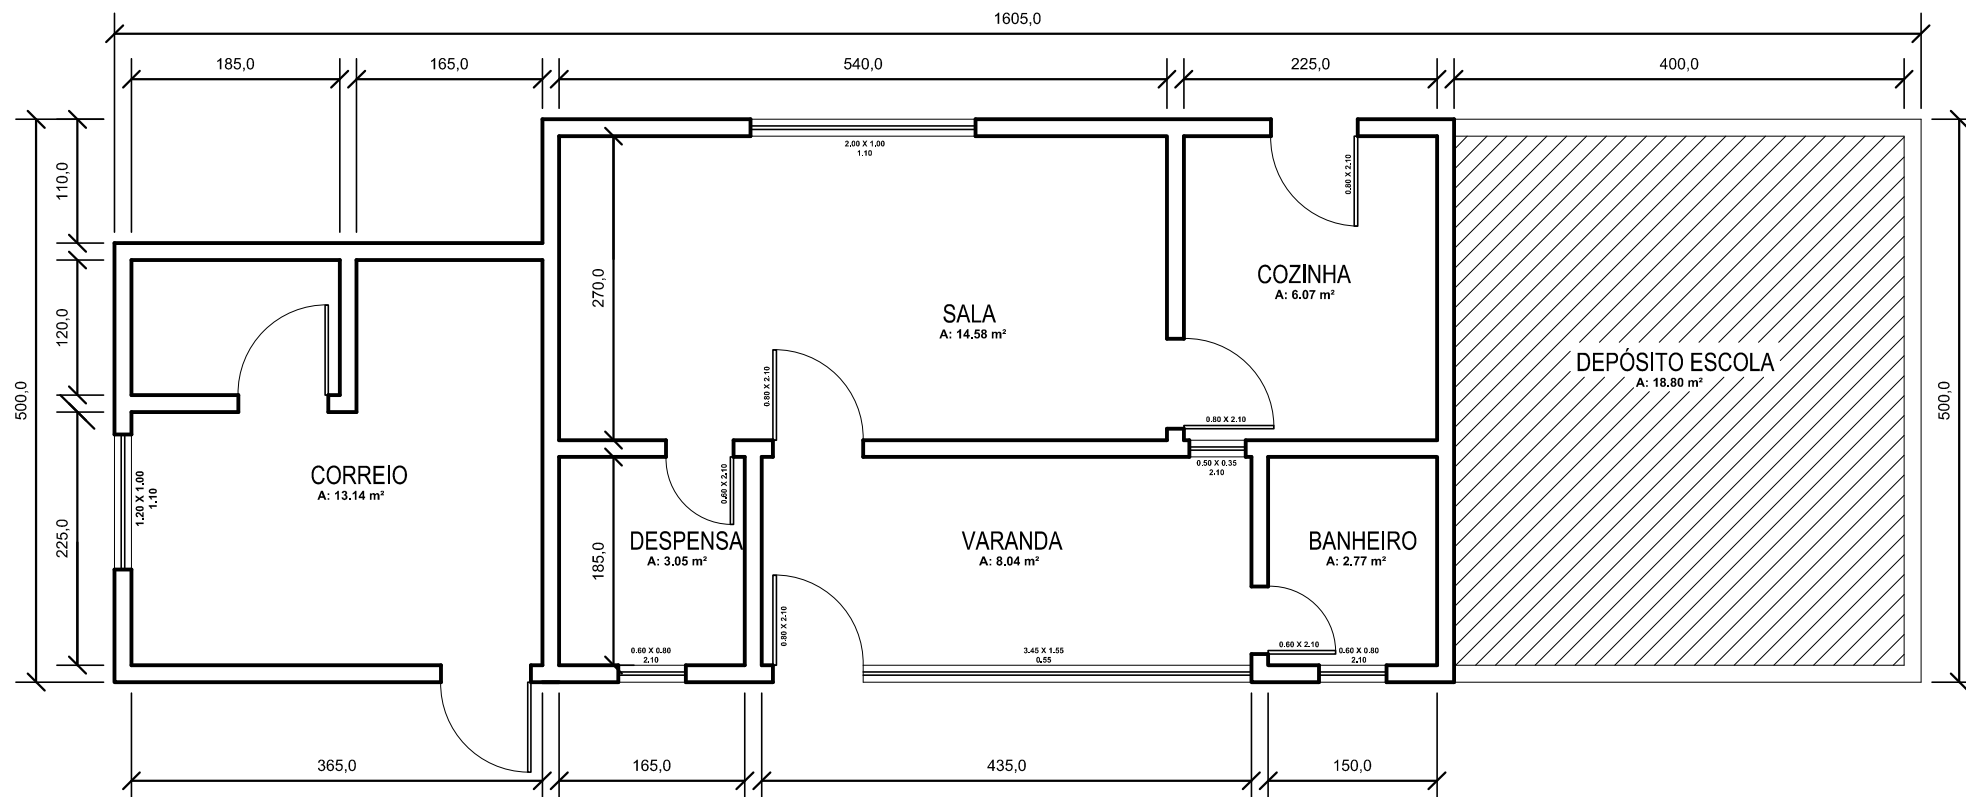 1605,0
185,0
165,0
540,0
225,0
400,0
110,0
120,0
225,0
500,0
500,0
2.00 X 1.00
1.10
0.80 X 2.10
270,0
COZINHA
A: 6.07 m²
SALA
A: 14.58 m²
DEPÓSITO ESCOLA
A: 18.80 m²
0.80 X 2.10
0.80 X 2.10
CORREIO
A: 13.14 m²
1.20 X 1.00
1.10
0.60 X 2.10
0.50 X 0.35
2.10
185,0
DESPENSA
A: 3.05 m²
VARANDA
A: 8.04 m²
BANHEIRO
A: 2.77 m²
0.80 X 2.10
0.60 X 0.80
2.10
3.45 X 1.55
0.55
0.60 X 2.10
0.60 X 0.80
2.10
365,0
165,0
435,0
150,0